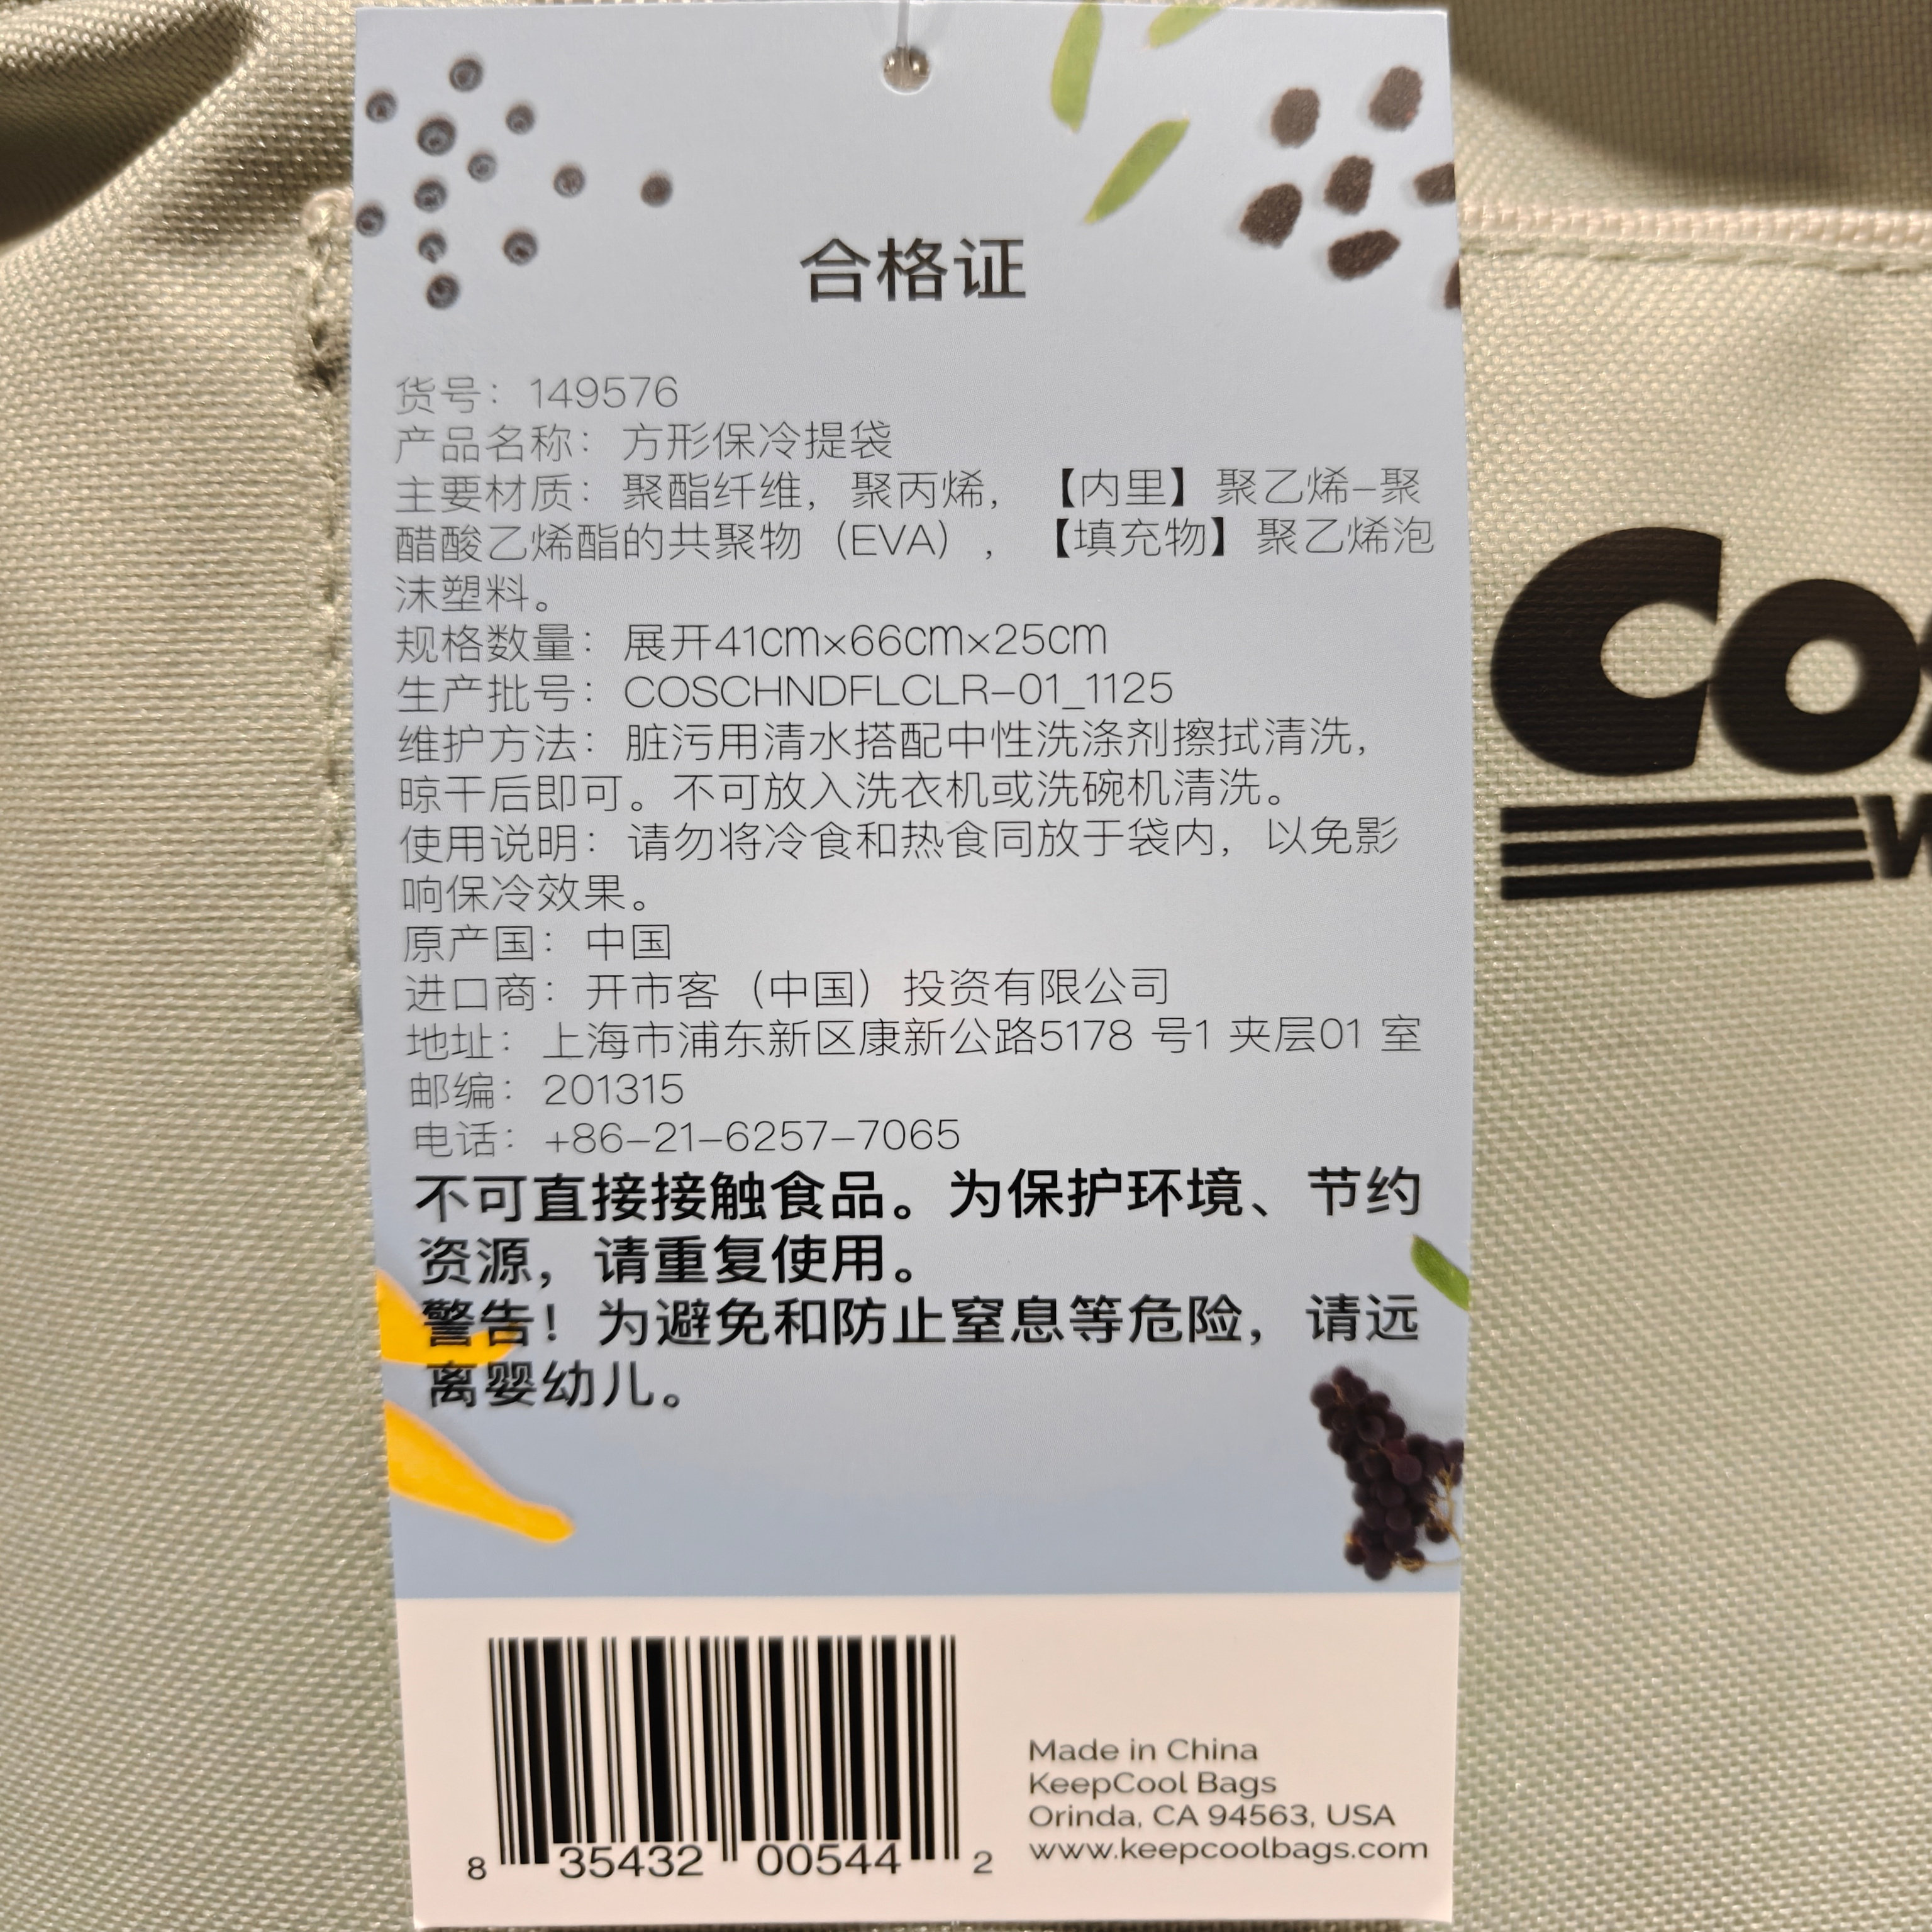 合格证
货号：149576
产品名称：方形保冷提袋
主要材质：聚酯纤维，聚丙烯，【内里】聚乙烯-聚
醋酸乙烯酯的共聚物（EVA），【填充物】聚乙烯泡
沫塑料。
规格数量：展开41cm×66cm×25cm
生产批号：COSCHNDFLCLR-01_1125
维护方法：脏污用清水搭配中性洗涤剂擦拭清洗，
晾干后即可。不可放入洗衣机或洗碗机清洗。
使用说明：请勿将冷食和热食同放于袋内，以免影
响保冷效果。
原产国：中国
进口商：开市客（中国）投资有限公司
地址：上海市浦东新区康新公路5178 号1 夹层01 室
邮编：201315
电话：+86-21-6257-7065
不可直接接触食品。为保护环境、节约
资源，请重复使用。
警告！为避免和防止窒息等危险，请远
离婴幼儿。
8 35432 00544 2
Made in China
KeepCool Bags
Orinda, CA 94563, USA
www.keepcoolbags.com
Cos
W